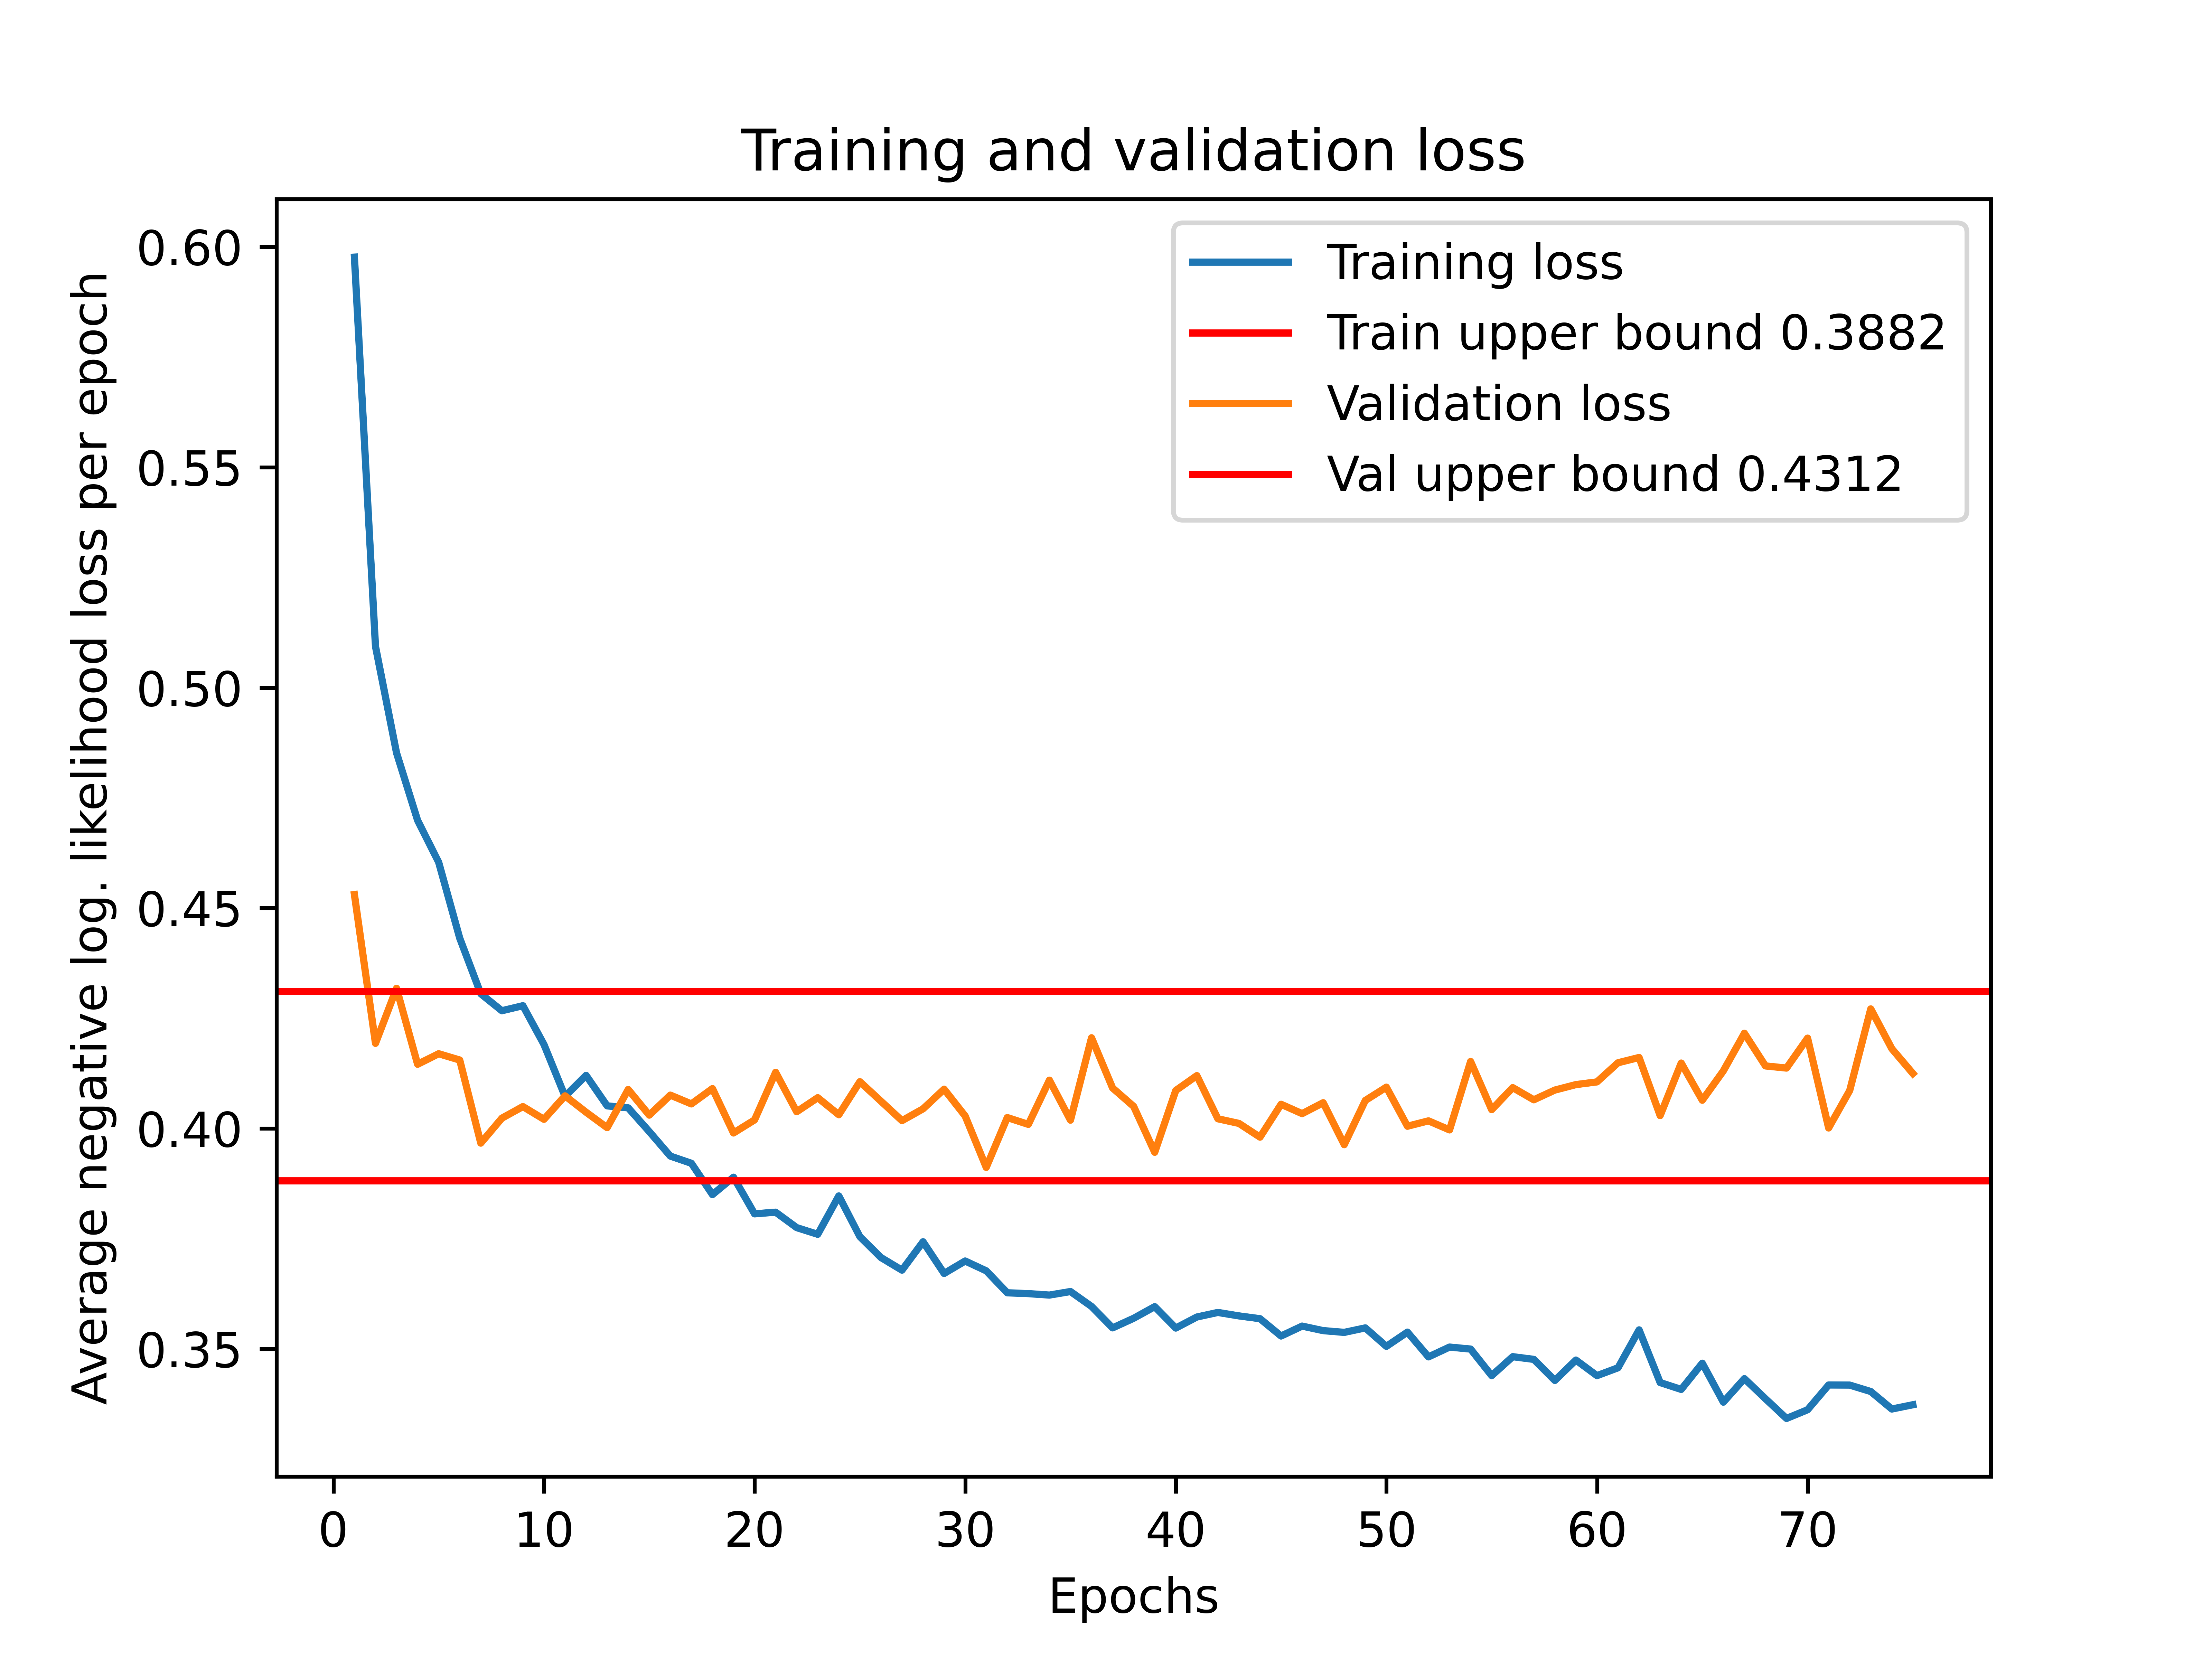 Training and validation loss
Average negative log. likelihood loss per epoch
0.60
0.55
0.50
0.45
0.40
0.35
Training loss
Train upper bound 0.3882
Validation loss
Val upper bound 0.4312
0 10 20 30 40 50 60 70
Epochs